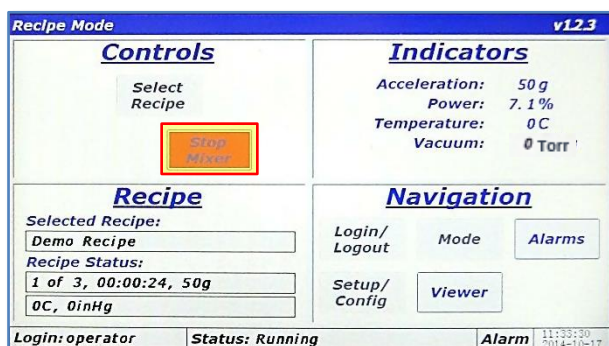 Recipe Mode v1.2.3
Controls
Select
Recipe
Stop
Mixer
Indicators
Acceleration: 50 g
Power: 7.1%
Temperature: 0 C
Vacuum: 0 Torr
Recipe
Selected Recipe:
Demo Recipe
Recipe Status:
1 of 3, 00:00:24, 50g
0C, 0inHg
Navigation
Login/
Logout
Mode
Alarms
Setup/
Config
Viewer
Login: operator
Status: Running
Alarm
11:33:30
2014-10-17